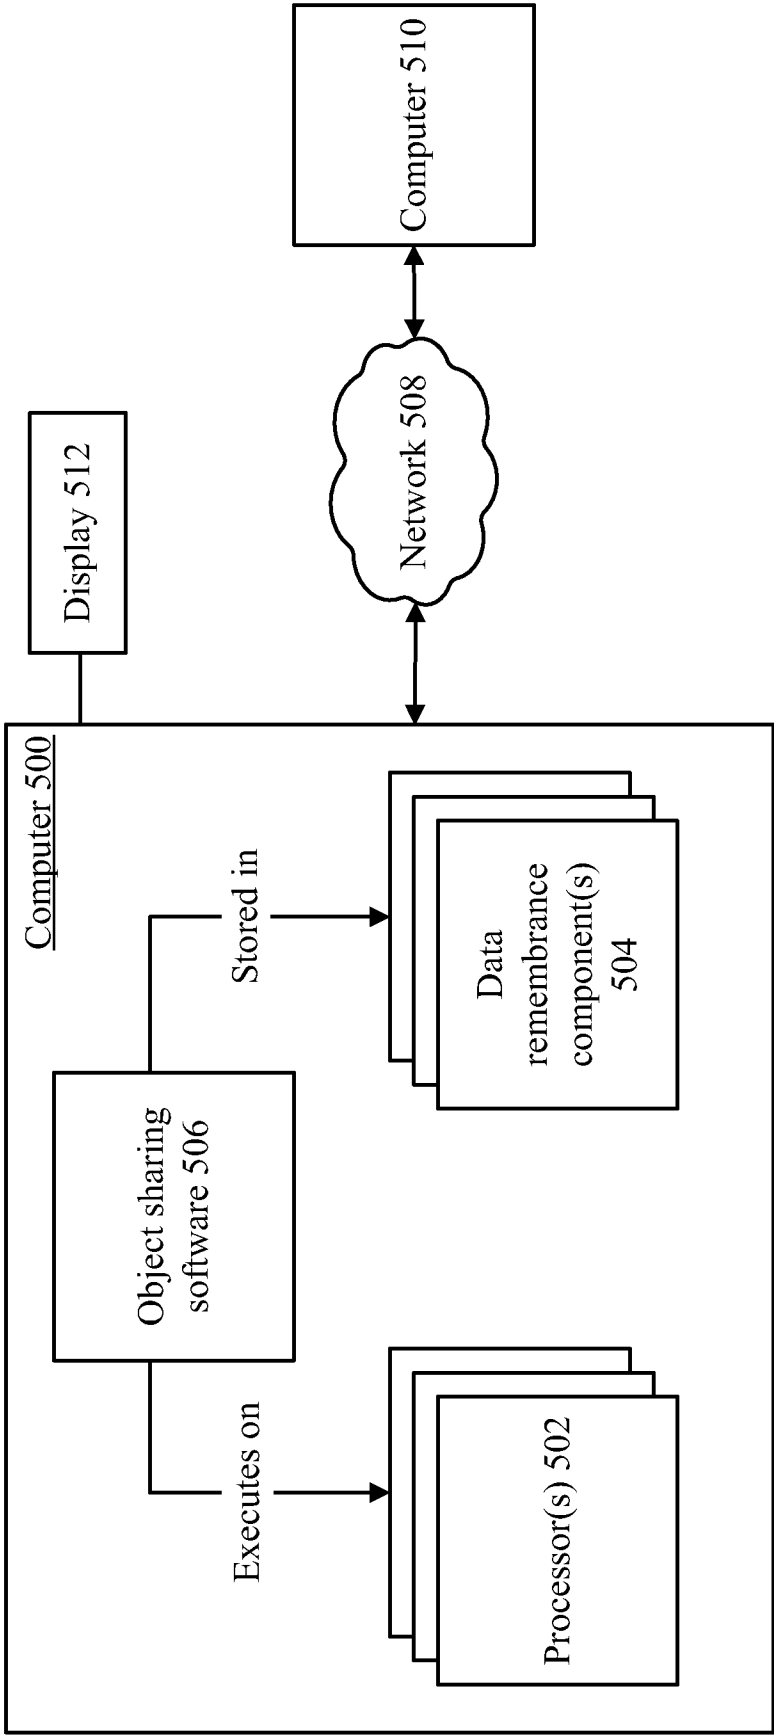 Computer 500
Display 512
Object sharing
software 506
Executes on
Stored in
Processor(s) 502
Data
remembrance
component(s)
504
Network 508
Computer 510